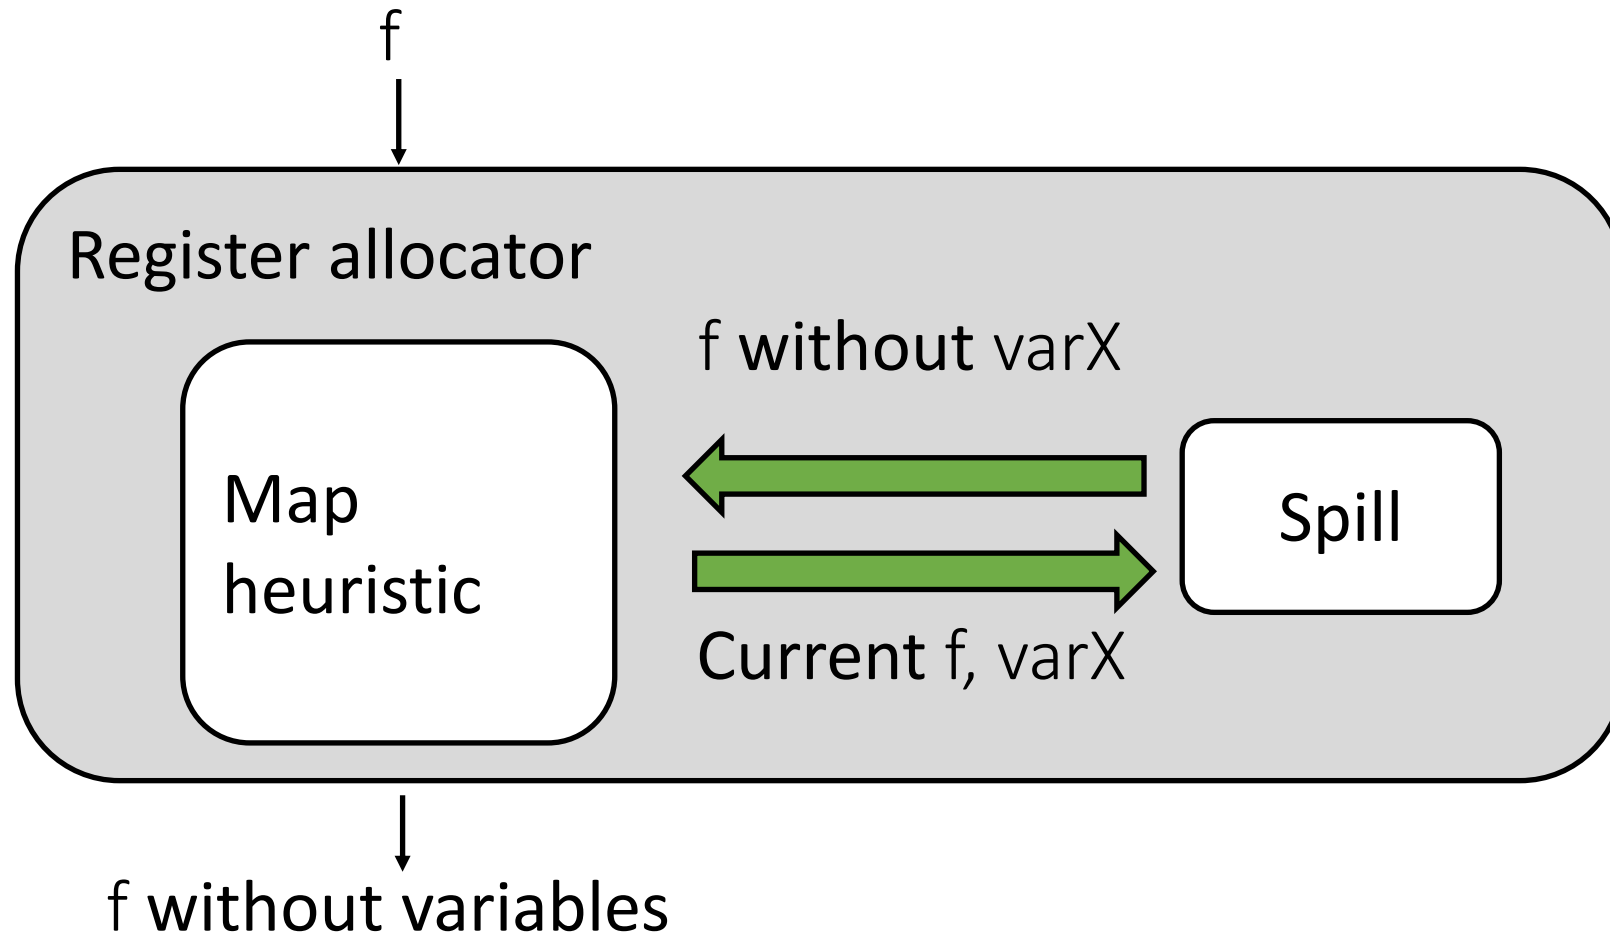 f
Register allocator
f without varX
Map
heuristic
Spill
Current f, varX
f without variables